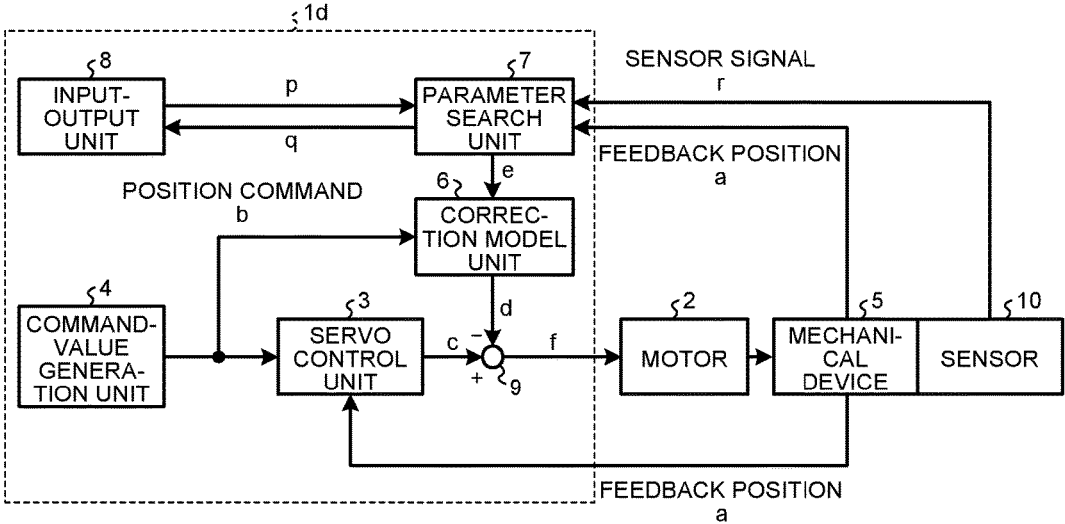 1d
8
INPUT-
OUTPUT
UNIT
p
q
7
PARAMETER
SEARCH
UNIT
SENSOR SIGNAL
r
FEEDBACK POSITION
a
e
POSITION COMMAND
b
6
CORREC-
TION MODEL
UNIT
d
4
COMMAND-
VALUE
GENERA-
TION UNIT
3
SERVO
CONTROL
UNIT
c
−
+
9
f
2
MOTOR
5
MECHANI-
CAL
DEVICE
10
SENSOR
FEEDBACK POSITION
a